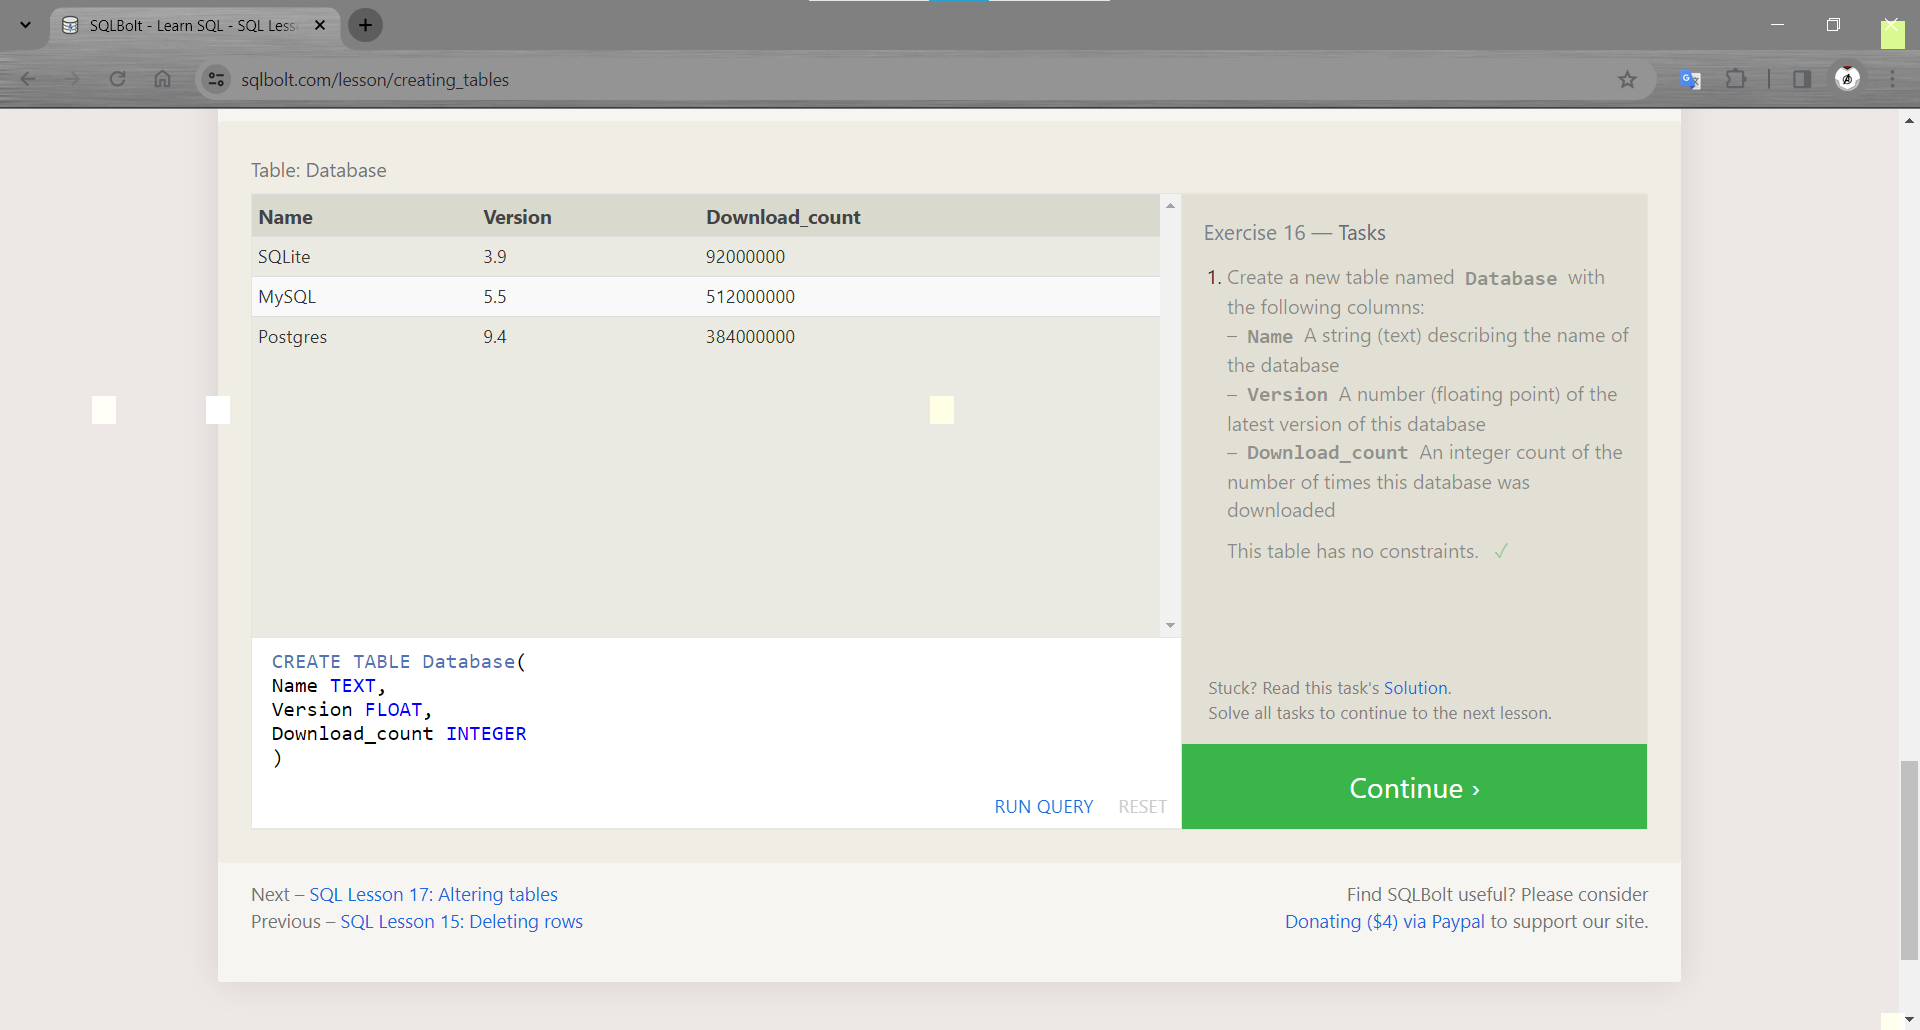 SQLBolt - Learn SQL - SQL Less
sqlbolt.com/lesson/creating_tables
Table: Database
Name Version Download_count
SQLite 3.9 92000000
MySQL 5.5 512000000
Postgres 9.4 384000000
CREATE TABLE Database(
Name TEXT,
Version FLOAT,
Download_count INTEGER
)
RUN QUERY RESET
Exercise 16 — Tasks
1. Create a new table named Database with
the following columns:
– Name A string (text) describing the name of
the database
– Version A number (floating point) of the
latest version of this database
– Download_count An integer count of the
number of times this database was
downloaded
This table has no constraints. ✓
Stuck? Read this task's Solution.
Solve all tasks to continue to the next lesson.
Continue ›
Next – SQL Lesson 17: Altering tables
Previous – SQL Lesson 15: Deleting rows
Find SQLBolt useful? Please consider
Donating ($4) via Paypal to support our site.